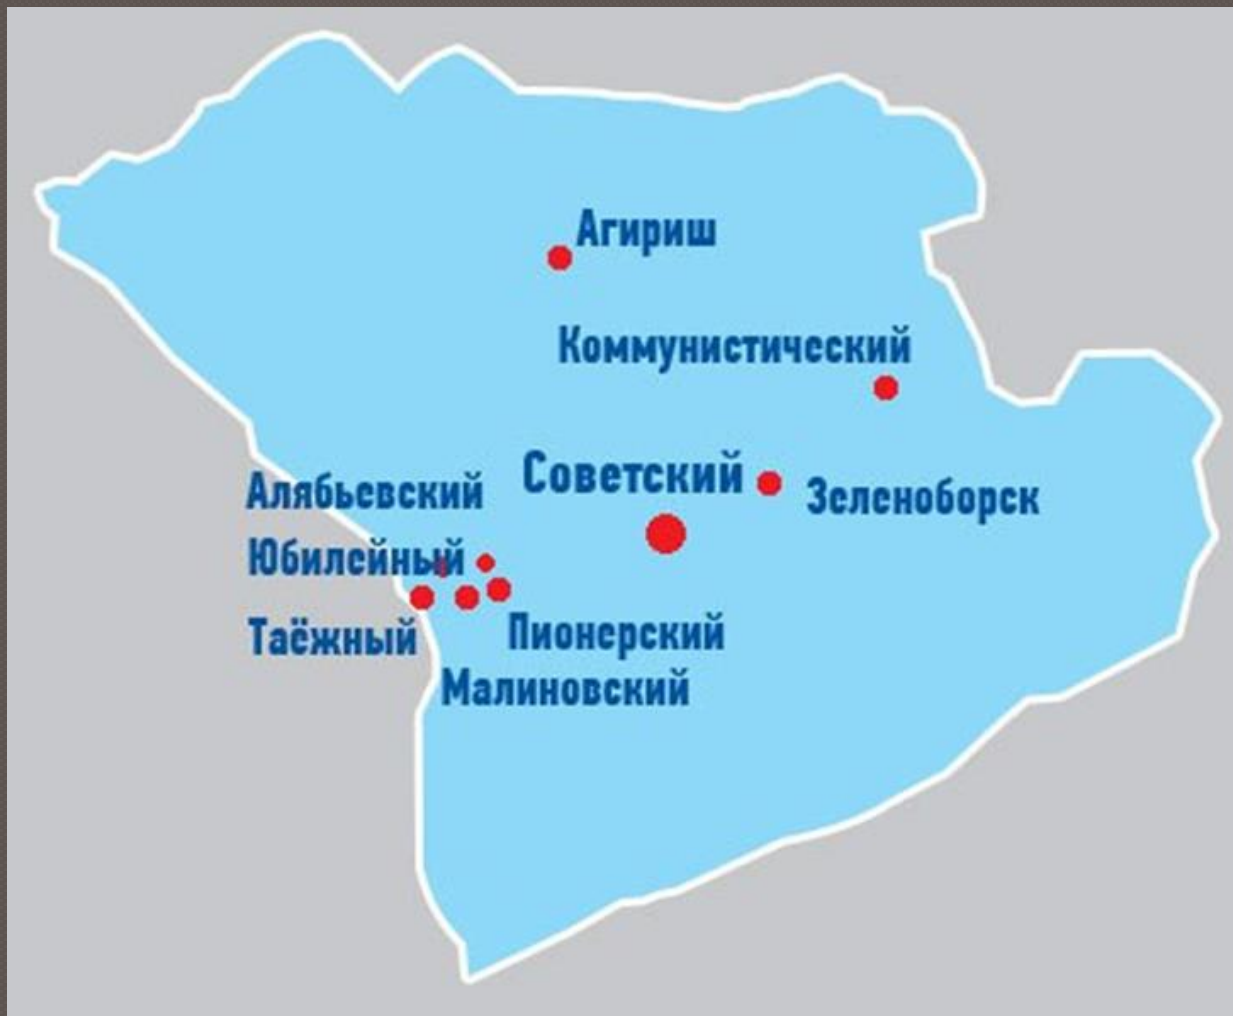 Агириш
Коммунистический
Советский
Зеленоборск
Алябьевский
Юбилейный
Таёжный
Пионерский
Малиновский